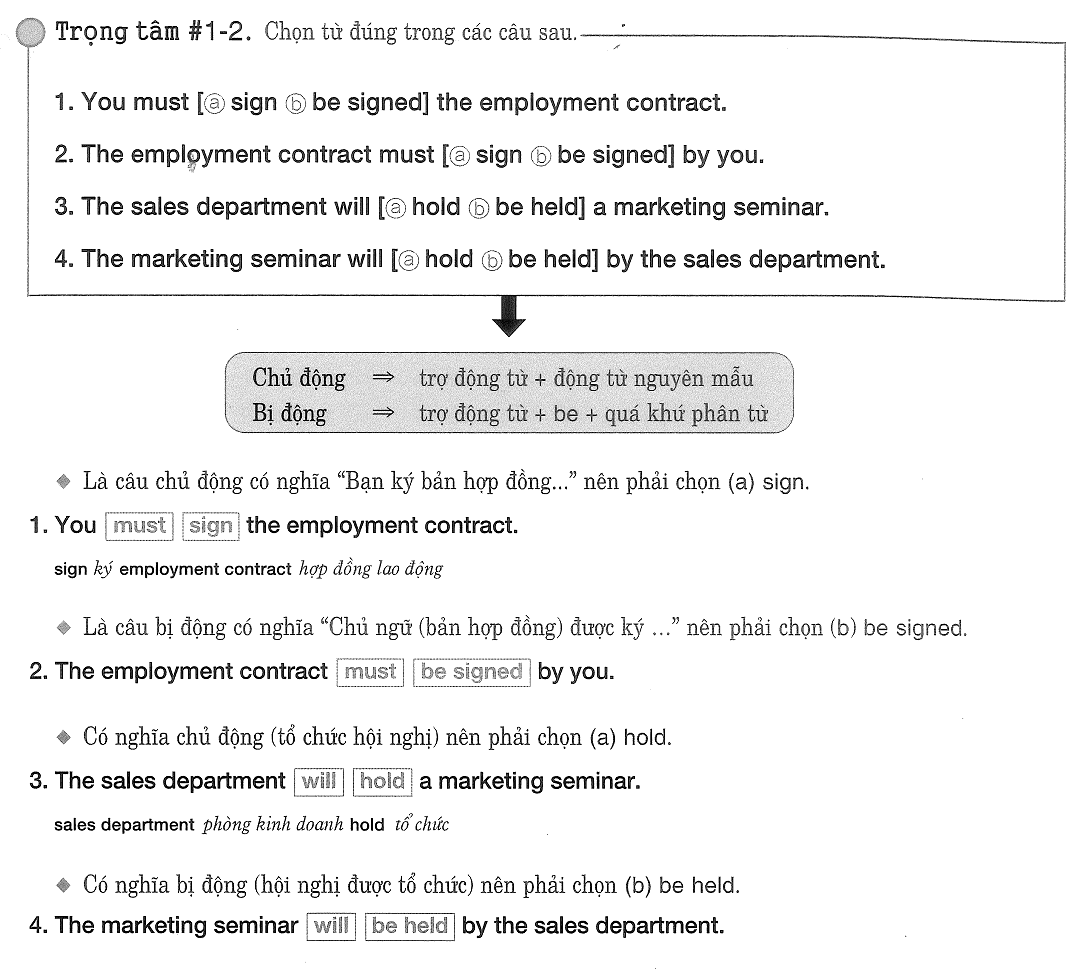 Trọng tâm #1-2. Chọn từ đúng trong các câu sau.
1. You must [ⓐ sign ⓑ be signed] the employment contract.
2. The employment contract must [ⓐ sign ⓑ be signed] by you.
3. The sales department will [ⓐ hold ⓑ be held] a marketing seminar.
4. The marketing seminar will [ⓐ hold ⓑ be held] by the sales department.
Chủ động ⇒ trợ động từ + động từ nguyên mẫu
Bị động ⇒ trợ động từ + be + quá khứ phân từ
◆ Là câu chủ động có nghĩa “Bạn ký bản hợp đồng...” nên phải chọn (a) sign.
1. You must sign the employment contract.
sign ký employment contract hợp đồng lao động
◆ Là câu bị động có nghĩa “Chủ ngữ (bản hợp đồng) được ký ...” nên phải chọn (b) be signed.
2. The employment contract must be signed by you.
◆ Có nghĩa chủ động (tổ chức hội nghị) nên phải chọn (a) hold.
3. The sales department will hold a marketing seminar.
sales department phòng kinh doanh hold tổ chức
◆ Có nghĩa bị động (hội nghị được tổ chức) nên phải chọn (b) be held.
4. The marketing seminar will be held by the sales department.